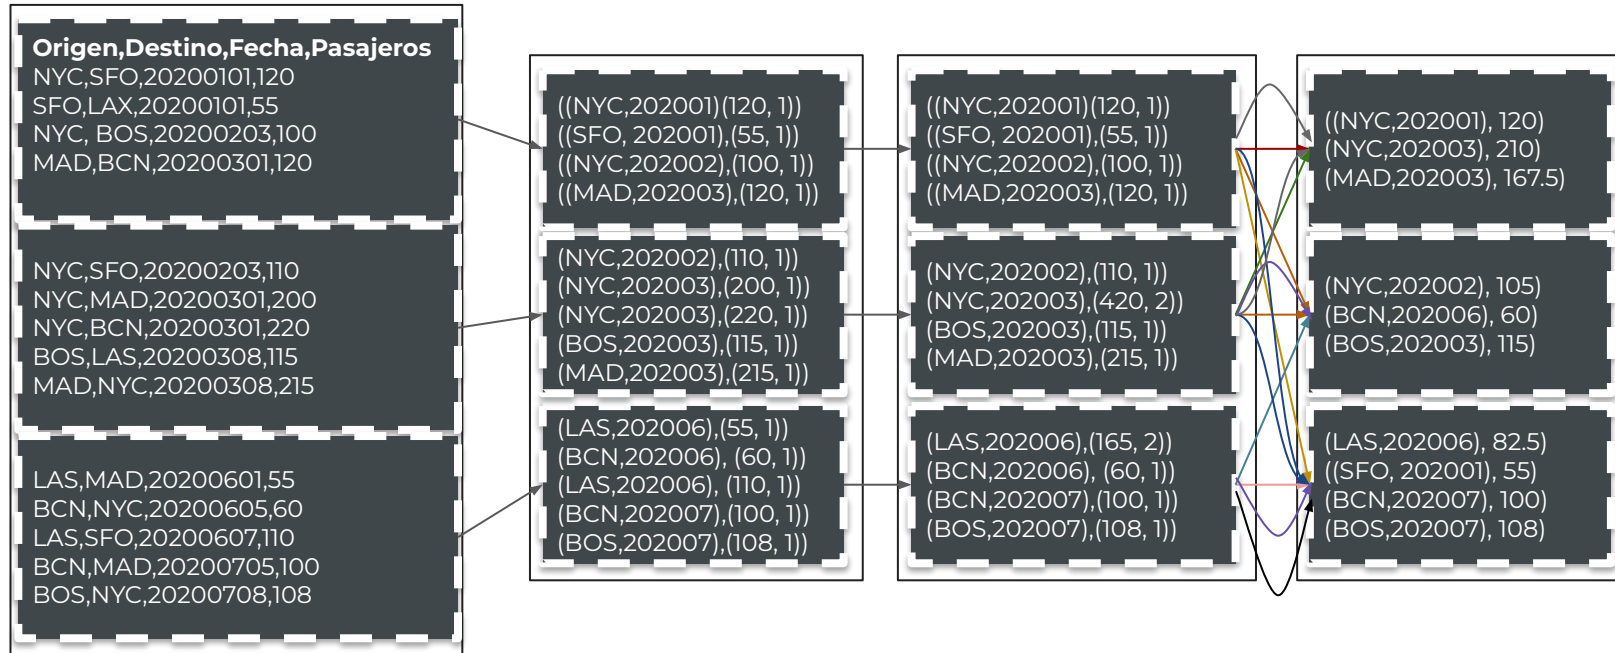 Origen,Destino,Fecha,Pasajeros
NYC,SFO,20200101,120
SFO,LAX,20200101,55
NYC, BOS,20200203,100
MAD,BCN,20200301,120
NYC,SFO,20200203,110
NYC,MAD,20200301,200
NYC,BCN,20200301,220
BOS,LAS,20200308,115
MAD,NYC,20200308,215
LAS,MAD,20200601,55
BCN,NYC,20200605,60
LAS,SFO,20200607,110
BCN,MAD,20200705,100
BOS,NYC,20200708,108
((NYC,202001)(120, 1))
((SFO, 202001),(55, 1))
((NYC,202002),(100, 1))
((MAD,202003),(120, 1))
(NYC,202002),(110, 1))
(NYC,202003),(200, 1))
(NYC,202003),(220, 1))
(BOS,202003),(115, 1))
(MAD,202003),(215, 1))
(LAS,202006),(55, 1))
(BCN,202006), (60, 1))
(LAS,202006), (110, 1))
(BCN,202007),(100, 1))
(BOS,202007),(108, 1))
((NYC,202001)(120, 1))
((SFO, 202001),(55, 1))
((NYC,202002),(100, 1))
((MAD,202003),(120, 1))
(NYC,202002),(110, 1))
(NYC,202003),(420, 2))
(BOS,202003),(115, 1))
(MAD,202003),(215, 1))
(LAS,202006),(165, 2))
(BCN,202006), (60, 1))
(BCN,202007),(100, 1))
(BOS,202007),(108, 1))
((NYC,202001), 120)
(NYC,202003), 210)
(MAD,202003), 167.5)
(NYC,202002), 105)
(BCN,202006), 60)
(BOS,202003), 115)
(LAS,202006), 82.5)
((SFO, 202001), 55)
(BCN,202007), 100)
(BOS,202007), 108)